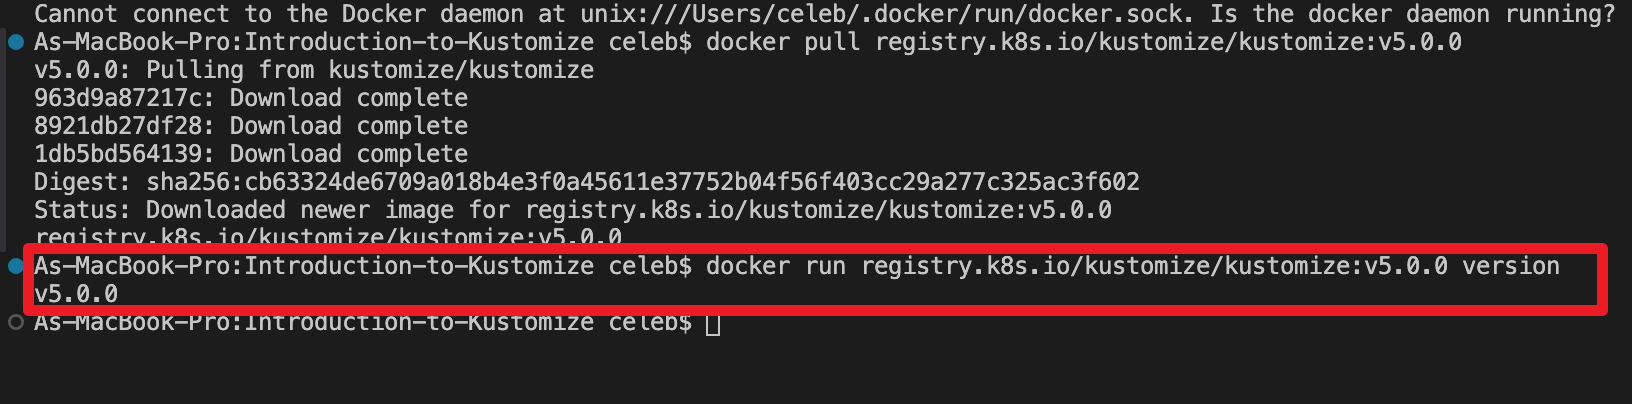 Cannot connect to the Docker daemon at unix:///Users/celeb/.docker/run/docker.sock. Is the docker daemon running?
As-MacBook-Pro:Introduction-to-Kustomize celeb$ docker pull registry.k8s.io/kustomize/kustomize:v5.0.0
v5.0.0: Pulling from kustomize/kustomize
963d9a87217c: Download complete
8921db27df28: Download complete
1db5bd564139: Download complete
Digest: sha256:cb63324de6709a018b4e3f0a45611e37752b04f56f403cc29a277c325ac3f602
Status: Downloaded newer image for registry.k8s.io/kustomize/kustomize:v5.0.0
registry.k8s.io/kustomize/kustomize:v5.0.0
As-MacBook-Pro:Introduction-to-Kustomize celeb$ docker run registry.k8s.io/kustomize/kustomize:v5.0.0 version
v5.0.0
As-MacBook-Pro:Introduction-to-Kustomize celeb$